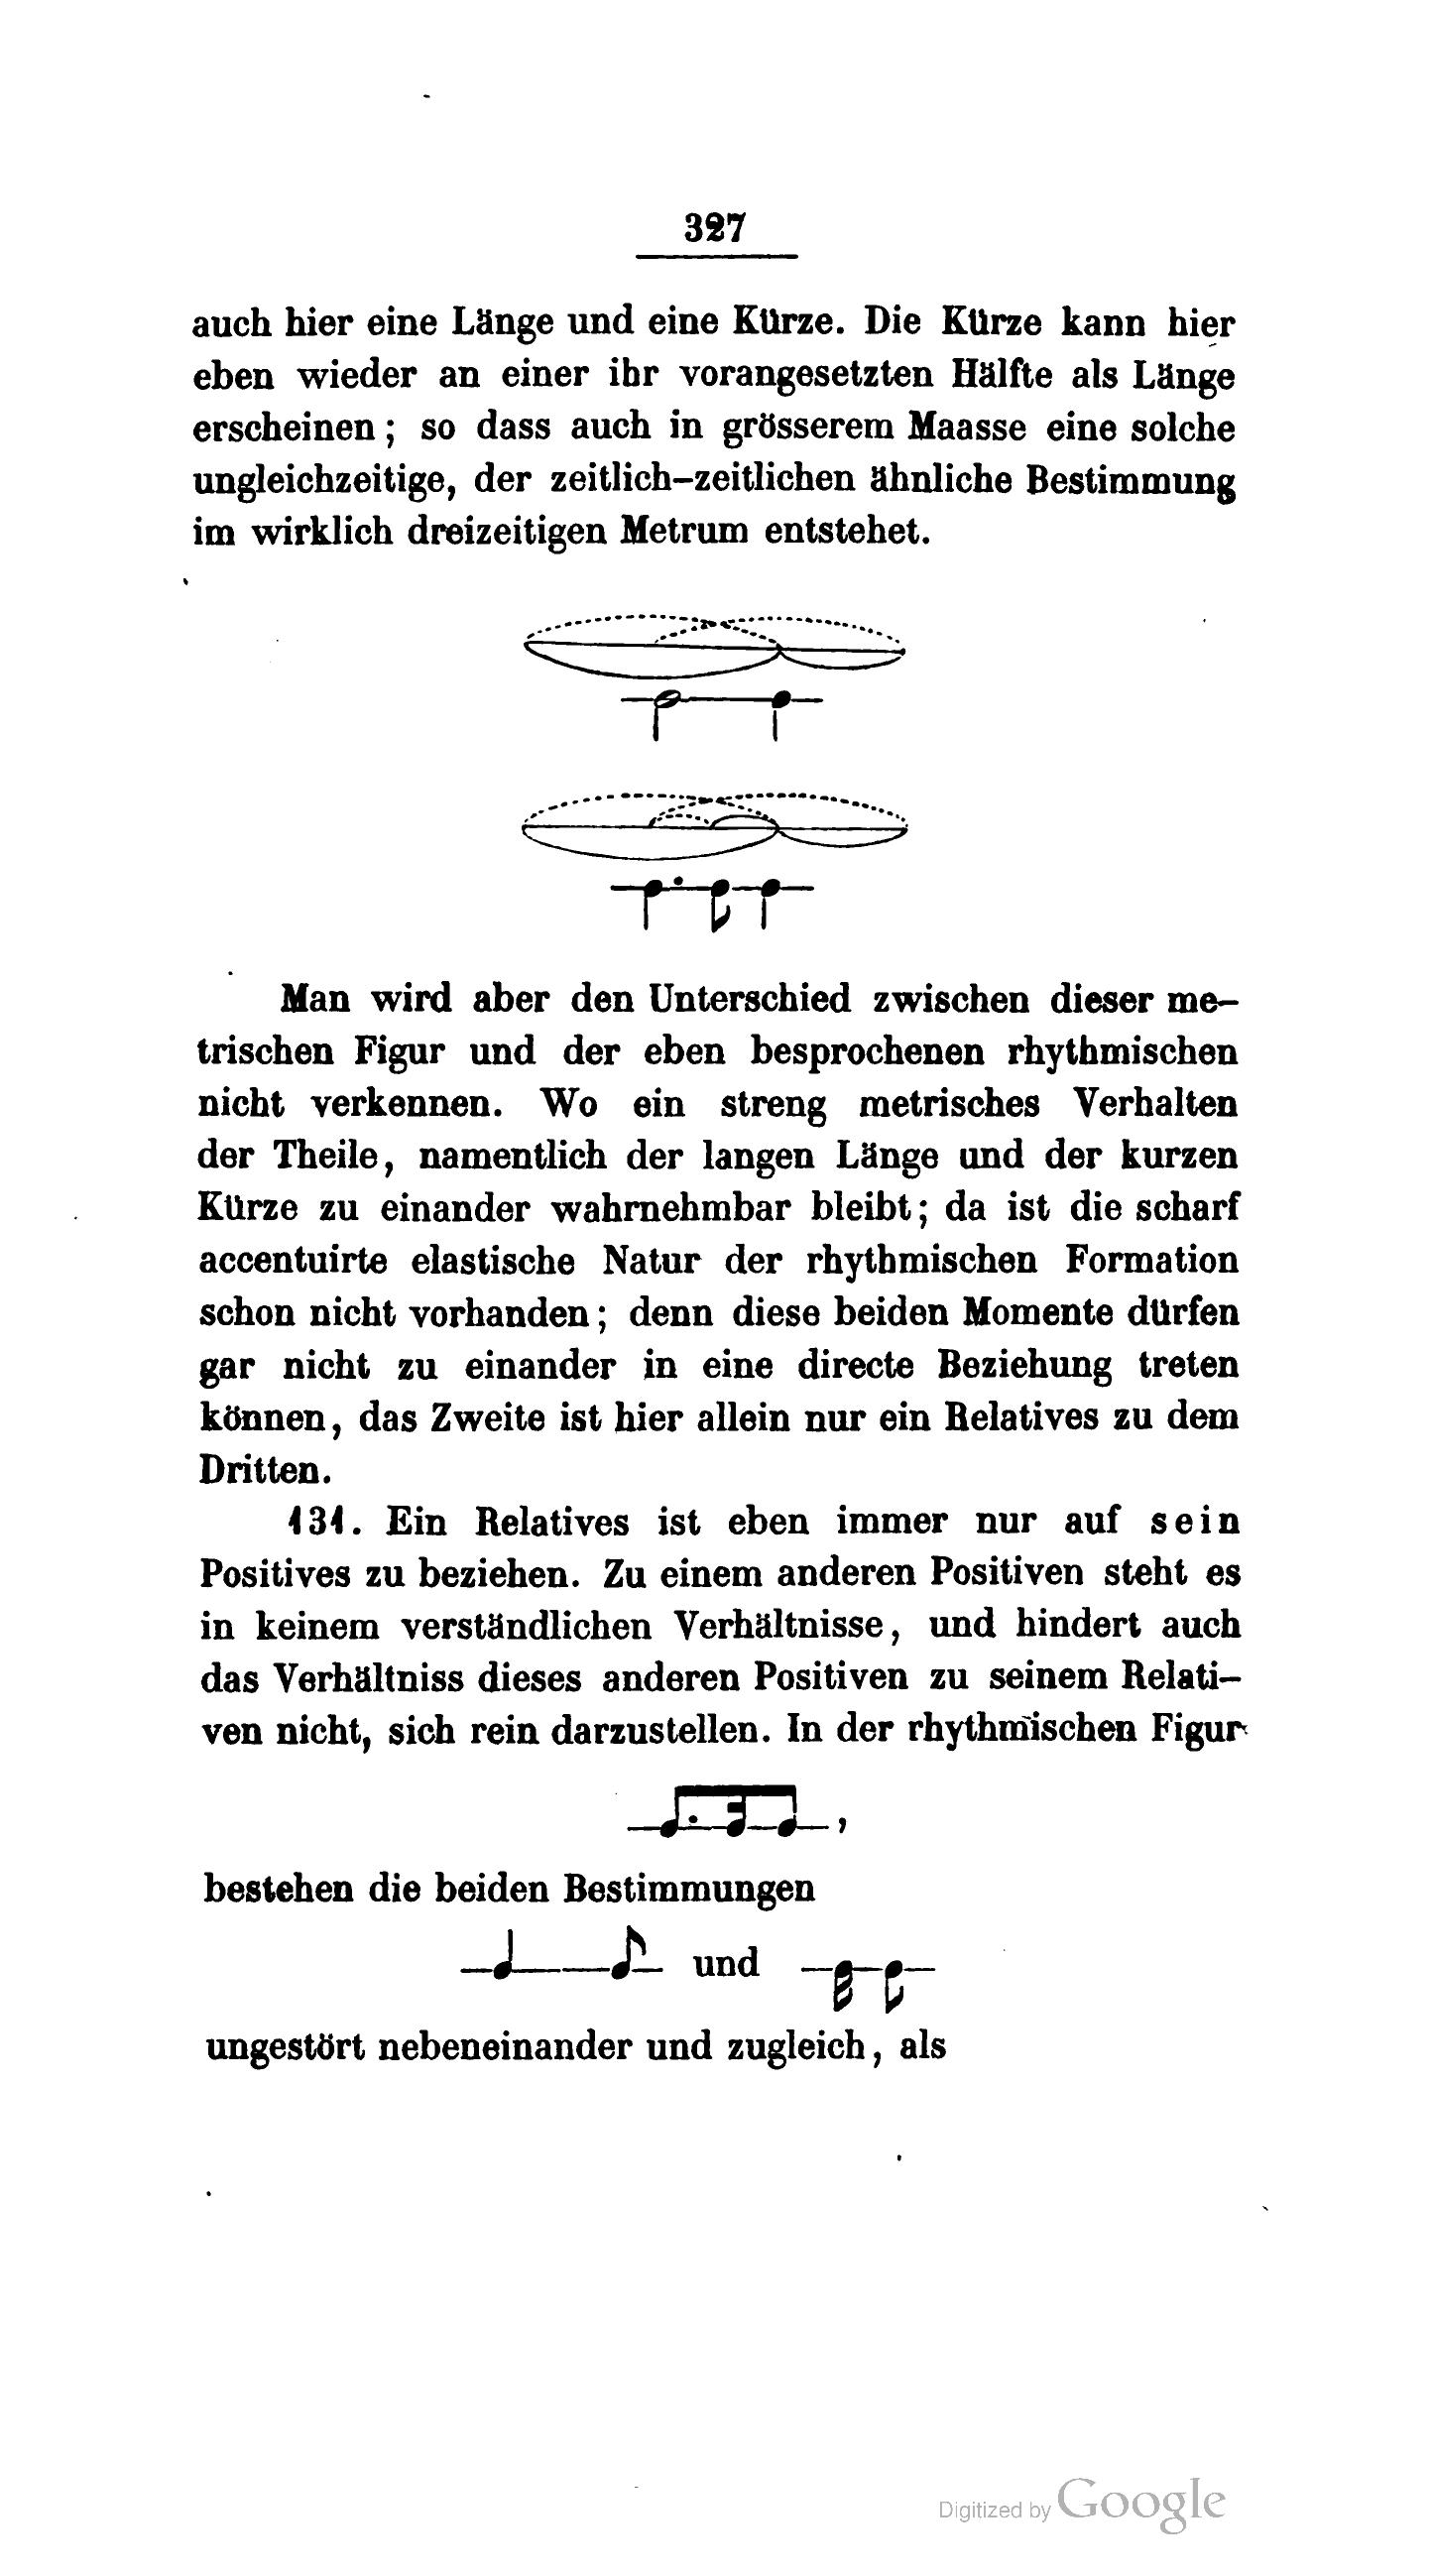 327
auch hier eine Länge und eine Kürze. Die Kürze kann hier
eben wieder an einer ihr vorangesetzten Hälfte als Länge
erscheinen; so dass auch in grösserem Maasse eine solche
ungleichzeitige, der zeitlich-zeitlichen ähnliche Bestimmung
im wirklich dreizeitigen Metrum entstehet.
Man wird aber den Unterschied zwischen dieser me-
trischen Figur und der eben besprochenen rhythmischen
nicht verkennen. Wo ein streng metrisches Verhalten
der Theile, namentlich der langen Länge und der kurzen
Kürze zu einander wahrnehmbar bleibt; da ist die scharf
accentuirte elastische Natur der rhythmischen Formation
schon nicht vorhanden; denn diese beiden Momente dürfen
gar nicht zu einander in eine directe Beziehung treten
können, das Zweite ist hier allein nur ein Relatives zu dem
Dritten.
131. Ein Relatives ist eben immer nur auf sein
Positives zu beziehen. Zu einem anderen Positiven steht es
in keinem verständlichen Verhältnisse, und hindert auch
das Verhältniss dieses anderen Positiven zu seinem Relati-
ven nicht, sich rein darzustellen. In der rhythmischen Figur
,
bestehen die beiden Bestimmungen
und
ungestört nebeneinander und zugleich, als
Digitized by Google